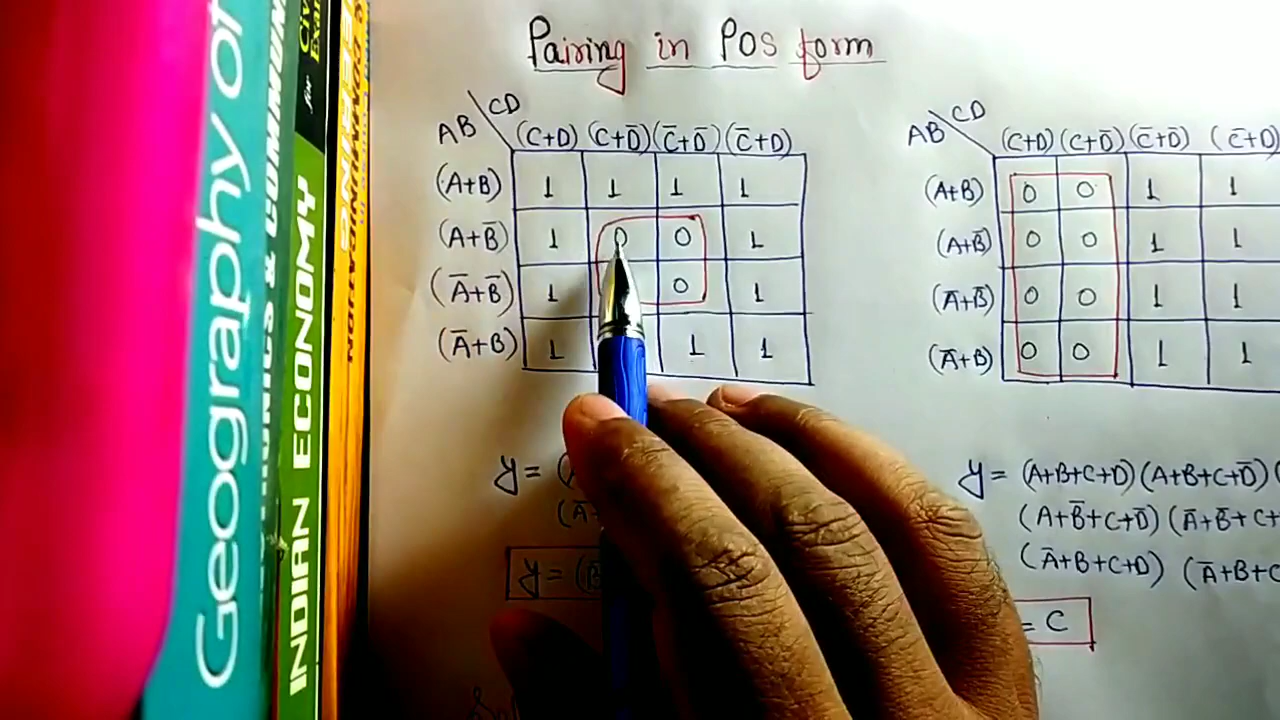 Geography of
INDIAN ECONOMY
for
Pairing in POS form
CD
AB
(C+D) (C+D̅) (C̅+D̅) (C̅+D)
(A+B) 1 1 1 1
(A+B̅) 1 0 0 1
(A̅+B̅) 1 0 1
(A̅+B) 1 1 1
y = (A
(A̅+
y = (B̅
CD
AB
(C+D) (C+D̅) (C̅+D̅) (C̅+D)
(A+B) 0 0 1 1
(A+B̅) 0 0 1 1
(A̅+B̅) 0 0 1 1
(A̅+B) 0 0 1 1
y = (A+B+C+D) (A+B+C+D̅) (
(A+B̅+C+D̅) (A̅+B̅+C+
(A̅+B+C+D) (A̅+B+C
= C